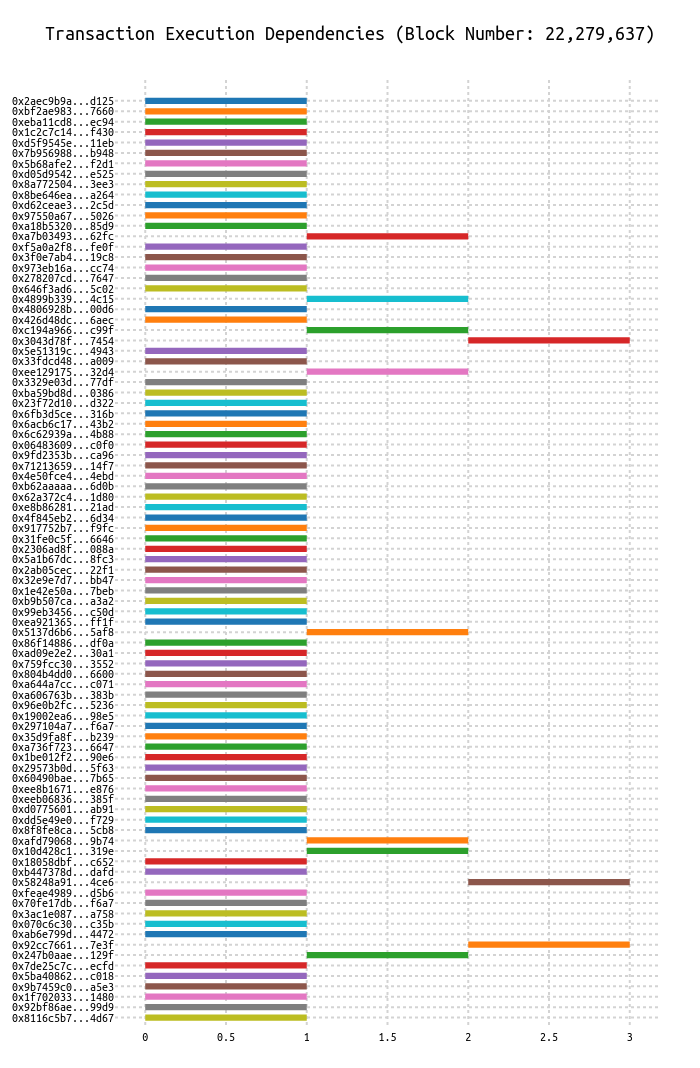 Transaction Execution Dependencies (Block Number: 22,279,637)
0x2aec9b9a...d125
0xbf2ae983...7660
0xeba11cd8...ec94
0x1c2c7c14...f430
0xd5f9545e...11eb
0x7b956988...b948
0x5b68afe2...f2d1
0xd05d9542...e525
0x8a772504...3ee3
0x8be646ea...a264
0xd62ceae3...2c5d
0x97550a67...5026
0xa18b5320...85d9
0xa7b03493...62fc
0xf5a0a2f8...fe0f
0x3f0e7ab4...19c8
0x973eb16a...cc74
0x278207cd...7647
0x646f3ad6...5c02
0x4899b339...4c15
0x4806928b...00d6
0x426d48dc...6aec
0xc194a966...c99f
0x3043d78f...7454
0x5e51319c...4943
0x33fdcd48...a009
0xee129175...32d4
0x3329e03d...77df
0xba59bd8d...0386
0x23f72d10...d322
0x6fb3d5ce...316b
0x6acb6c17...43b2
0x6c62939a...4b88
0x06483609...c0f0
0x9fd2353b...ca96
0x71213659...14f7
0x4e50fce4...4ebd
0xb62aaaaa...6d0b
0x62a372c4...1d80
0xe8b86281...21ad
0x4f845eb2...6d34
0x917752b7...f9fc
0x31fe0c5f...6646
0x2306ad8f...088a
0x5a1b67dc...8fc3
0x2ab05cec...22f1
0x32e9e7d7...bb47
0x1e42e50a...7beb
0xb9b507ca...a3a2
0x99eb3456...c50d
0xea921365...ff1f
0x5137d6b6...5af8
0x86f14886...df0a
0xad09e2e2...30a1
0x759fcc30...3552
0x804b4dd0...6600
0xa644a7cc...c071
0xa606763b...383b
0x96e0b2fc...5236
0x19002ea6...98e5
0x297104a7...f6a7
0x35d9fa8f...b239
0xa736f723...6647
0x1be012f2...90e6
0x29573b0d...5f63
0x60490bae...7b65
0xee8b1671...e876
0xeeb06836...385f
0xd0775601...ab91
0xdd5e49e0...f729
0x8f8fe8ca...5cb8
0xafd79068...9b74
0x10d428c1...319e
0x18058dbf...c652
0xb447378d...dafd
0x58248a91...4ce6
0xfeae4989...d5b6
0x70fe17db...f6a7
0x3ac1e087...a758
0x070c6c30...c35b
0xab6e799d...4472
0x92cc7661...7e3f
0x247b0aae...129f
0x7de25c7c...ecfd
0x5ba40862...c018
0x9b7459c0...a5e3
0x1f702033...1480
0x92bf86ae...99d9
0x8116c5b7...4d67
0 0.5 1 1.5 2 2.5 3